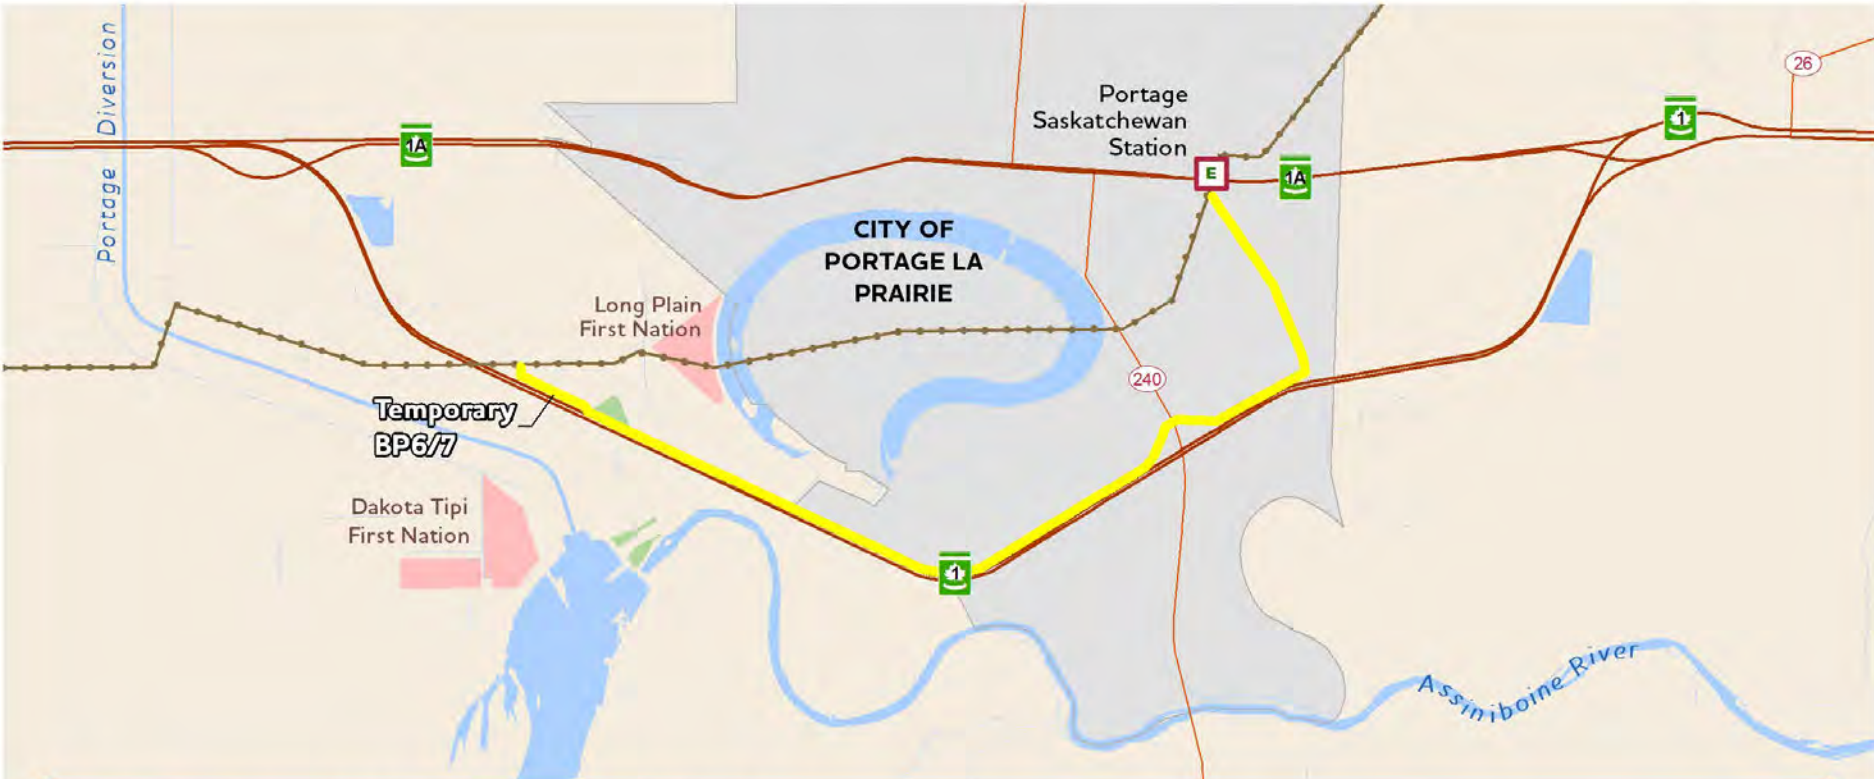 Portage Diversion
1A
Portage
Saskatchewan
Station
E
1A
1
26
CITY OF
PORTAGE LA
PRAIRIE
Long Plain
First Nation
240
Temporary
BP6/7
Dakota Tipi
First Nation
1
Assiniboine River